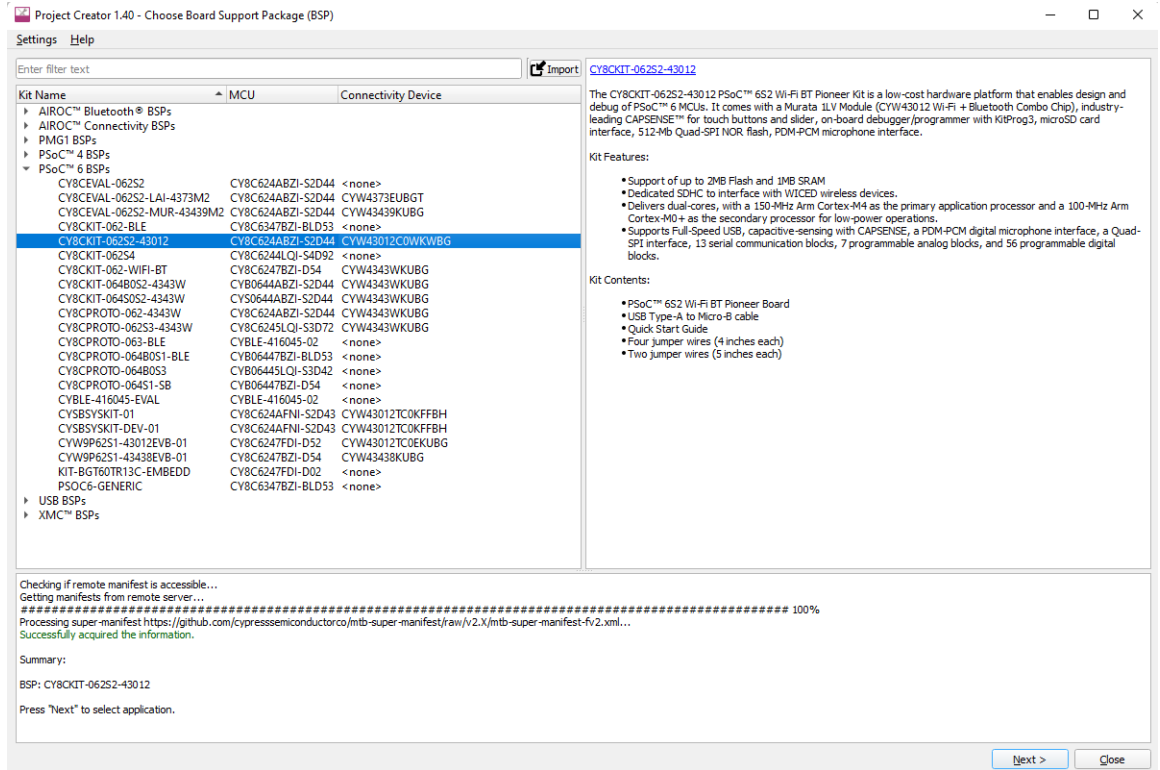 Project Creator 1.40 - Choose Board Support Package (BSP)
Settings Help
Enter filter text
Import
Kit Name MCU Connectivity Device
AIROC™ Bluetooth® BSPs
AIROC™ Connectivity BSPs
PMG1 BSPs
PSoC™ 4 BSPs
PSoC™ 6 BSPs
CY8CEVAL-062S2 CY8C624ABZI-S2D44 <none>
CY8CEVAL-062S2-LAI-4373M2 CY8C624ABZI-S2D44 CYW4373EUBGT
CY8CEVAL-062S2-MUR-43439M2 CY8C624ABZI-S2D44 CYW43439KUBG
CY8CKIT-062-BLE CY8C6347BZI-BLD53 <none>
CY8CKIT-062S2-43012 CY8C624ABZI-S2D44 CYW43012C0WKWBG
CY8CKIT-062S4 CY8C6244LQI-S4D92 <none>
CY8CKIT-062-WIFI-BT CY8C6247BZI-D54 CYW4343WKUBG
CY8CKIT-064B0S2-4343W CYB0644ABZI-S2D44 CYW4343WKUBG
CY8CKIT-064S0S2-4343W CYS0644ABZI-S2D44 CYW4343WKUBG
CY8CPROTO-062-4343W CY8C624ABZI-S2D44 CYW4343WKUBG
CY8CPROTO-062S3-4343W CY8C6245LQI-S3D72 CYW4343WKUBG
CY8CPROTO-063-BLE CYBLE-416045-02 <none>
CY8CPROTO-064B0S1-BLE CYB06447BZI-BLD53 <none>
CY8CPROTO-064B0S3 CYB06445LQI-S3D42 <none>
CY8CPROTO-064S1-SB CYB06447BZI-D54 <none>
CYBLE-416045-EVAL CYBLE-416045-02 <none>
CYSBSYSKIT-01 CY8C624AFNI-S2D43 CYW43012TC0KFFBH
CYSBSYSKIT-DEV-01 CY8C624AFNI-S2D43 CYW43012TC0KFFBH
CYW9P62S1-43012EVB-01 CY8C6247FDI-D52 CYW43012TC0EKUBG
CYW9P62S1-43438EVB-01 CY8C6247BZI-D54 CYW43438KUBG
KIT-BGT60TR13C-EMBEDD CY8C6247FDI-D02 <none>
PSOC6-GENERIC CY8C6347BZI-BLD53 <none>
USB BSPs
XMC™ BSPs
CY8CKIT-062S2-43012
The CY8CKIT-062S2-43012 PSoC™ 6S2 Wi-Fi BT Pioneer Kit is a low-cost hardware platform that enables design and
debug of PSoC™ 6 MCUs. It comes with a Murata 1LV Module (CYW43012 Wi-Fi + Bluetooth Combo Chip), industry-
leading CAPSENSE™ for touch buttons and slider, on-board debugger/programmer with KitProg3, microSD card
interface, 512-Mb Quad-SPI NOR flash, PDM-PCM microphone interface.
Kit Features:
•Support of up to 2MB Flash and 1MB SRAM
•Dedicated SDHC to interface with WICED wireless devices.
•Delivers dual-cores, with a 150-MHz Arm Cortex-M4 as the primary application processor and a 100-MHz Arm
Cortex-M0+ as the secondary processor for low-power operations.
•Supports Full-Speed USB, capacitive-sensing with CAPSENSE, a PDM-PCM digital microphone interface, a Quad-
SPI interface, 13 serial communication blocks, 7 programmable analog blocks, and 56 programmable digital
blocks.
Kit Contents:
•PSoC™ 6S2 Wi-Fi BT Pioneer Board
•USB Type-A to Micro-B cable
•Quick Start Guide
•Four jumper wires (4 inches each)
•Two jumper wires (5 inches each)
Checking if remote manifest is accessible...
Getting manifests from remote server...
#################################################################################################### 100%
Processing super-manifest https://github.com/cypresssemiconductorco/mtb-super-manifest/raw/v2.X/mtb-super-manifest-fv2.xml...
Successfully acquired the information.
Summary:
BSP: CY8CKIT-062S2-43012
Press "Next" to select application.
Next > Close